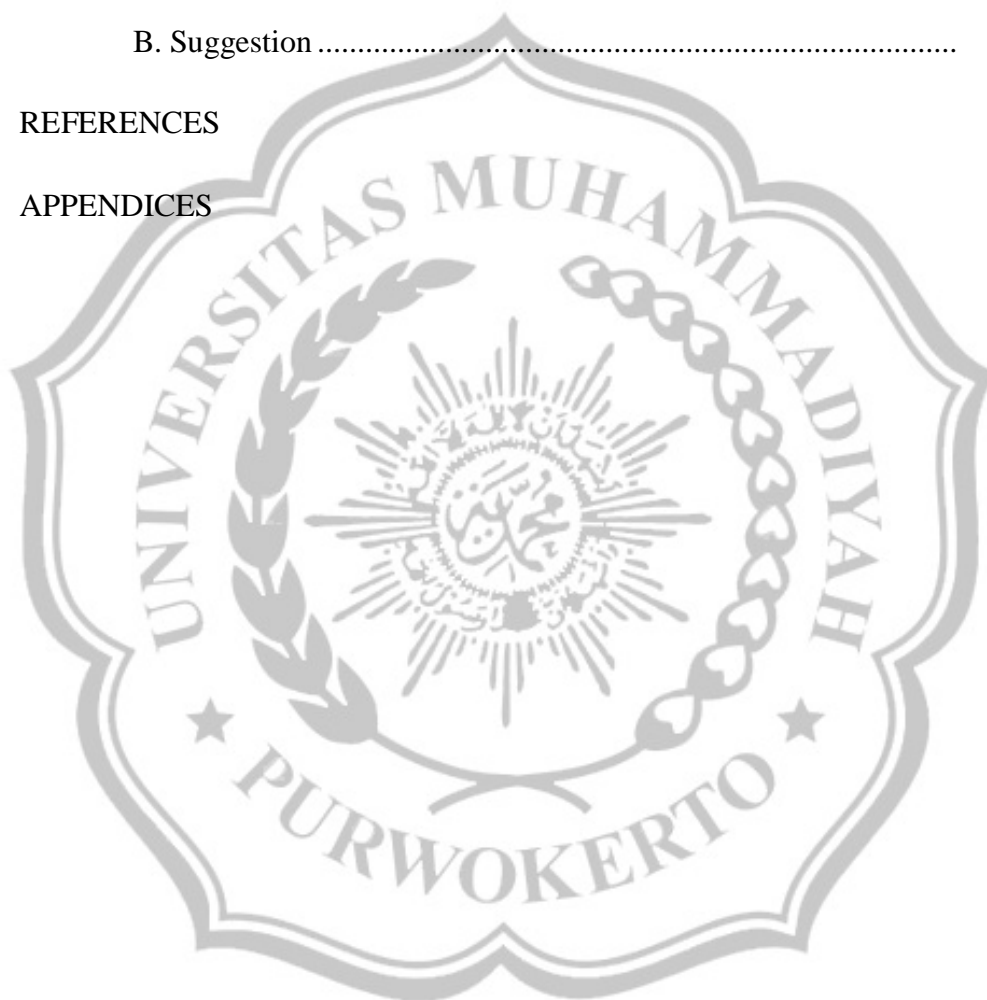 B. Suggestion ................................................................................
REFERENCES
APPENDICES
UNIVERSITAS MUHAMMADIYAH
PURWOKERTO